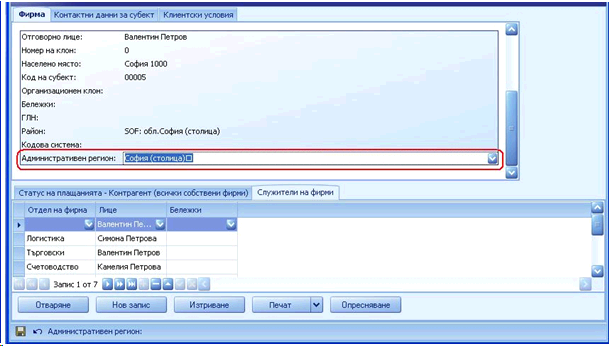 Фирма Контактни данни за субект Клиентски условия
Отговорно лице: Валентин Петров
Номер на клон: 0
Населено място: София 1000
Код на субект: 00005
Организационен клон:
Бележки:
ГЛН:
Район: SOF: обл.София (столица)
Кодова система:
Административен регион: София (столица)
Статус на плащанията - Контрагент (всички собствени фирми) Служители на фирми
Отдел на фирма Лице Бележки
Валентин Пе...
Логистика Симона Петрова
Търговски Валентин Петров
Счетоводство Камелия Петрова
Запис 1 от 7
Отваряне Нов запис Изтриване Печат Опресняване
Административен регион: